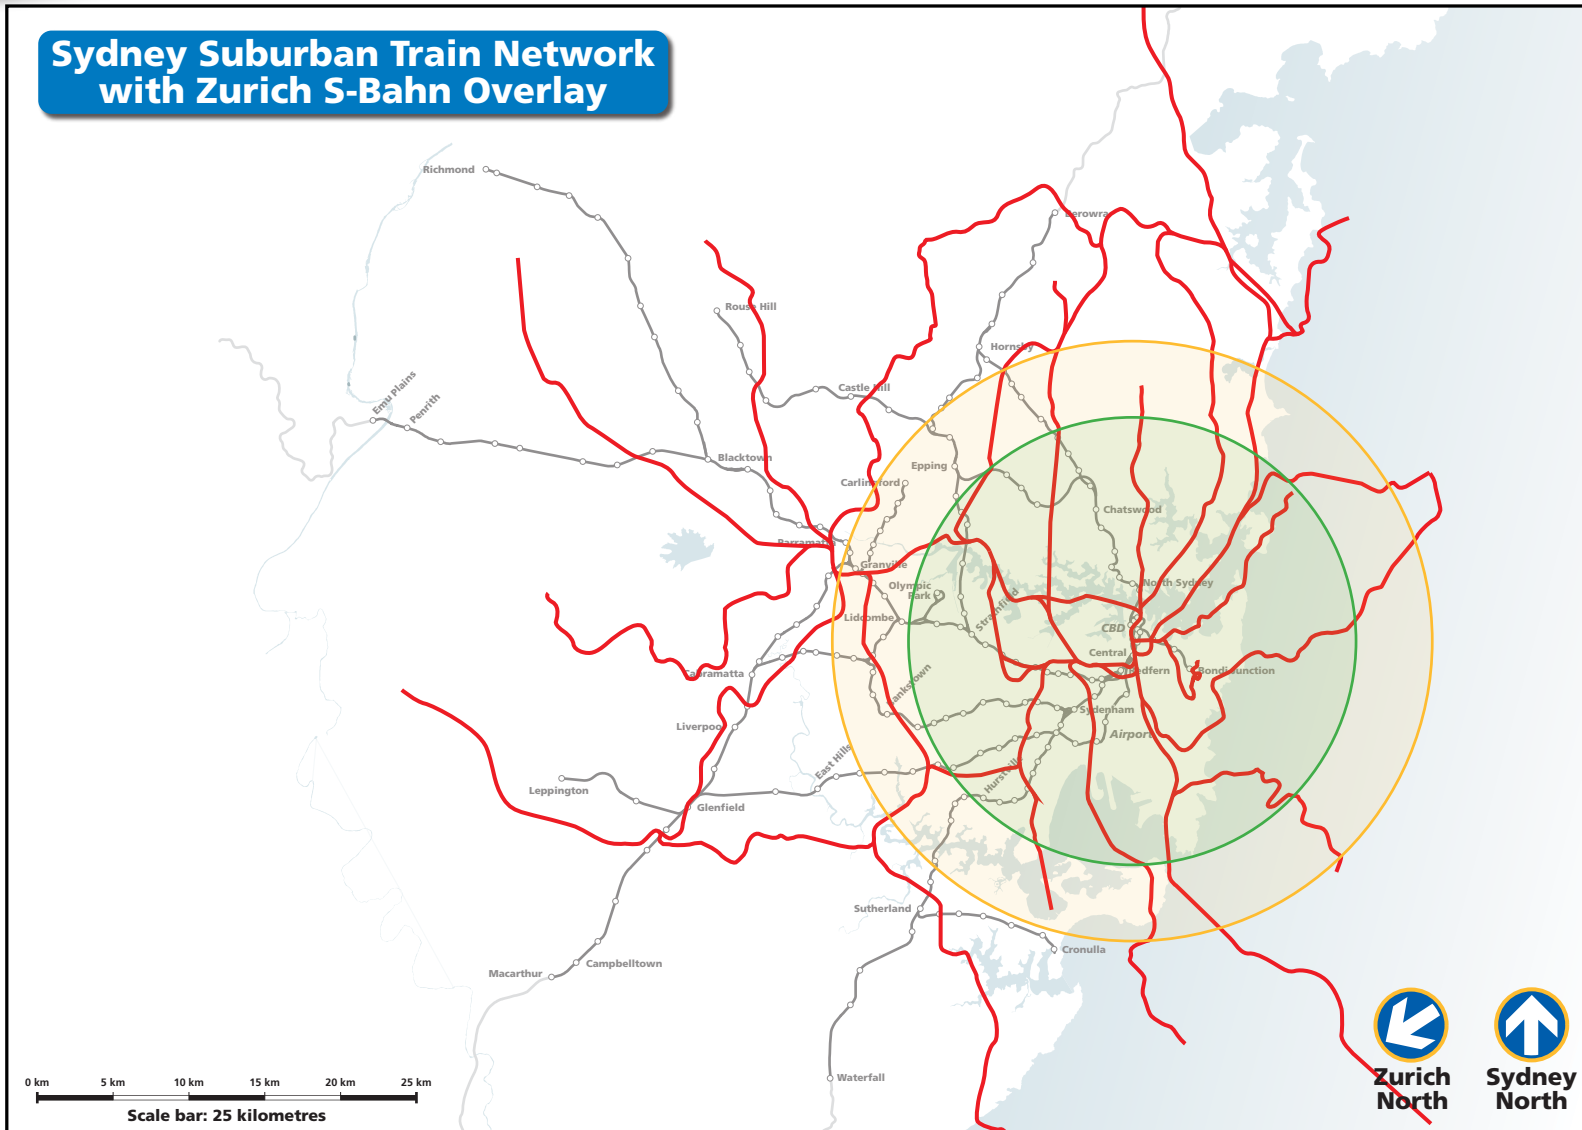 Sydney Suburban Train Network
with Zurich S-Bahn Overlay
Richmond
Berowra
Rouse Hill
Hornsby
Emu Plains
Penrith
Castle Hill
Blacktown
Epping
Carlingford
Chatswood
Parramatta
Granville
Olympic
Park
North Sydney
Lidcombe
Strathfield
CBD
Central
Redfern
Bondi Junction
Cabramatta
Bankstown
Sydenham
Liverpool
Airport
East Hills
Hurstville
Leppington
Glenfield
Sutherland
Cronulla
Campbelltown
Macarthur
Waterfall
0 km
5 km
10 km
15 km
20 km
25 km
Scale bar: 25 kilometres
Zurich
North
Sydney
North